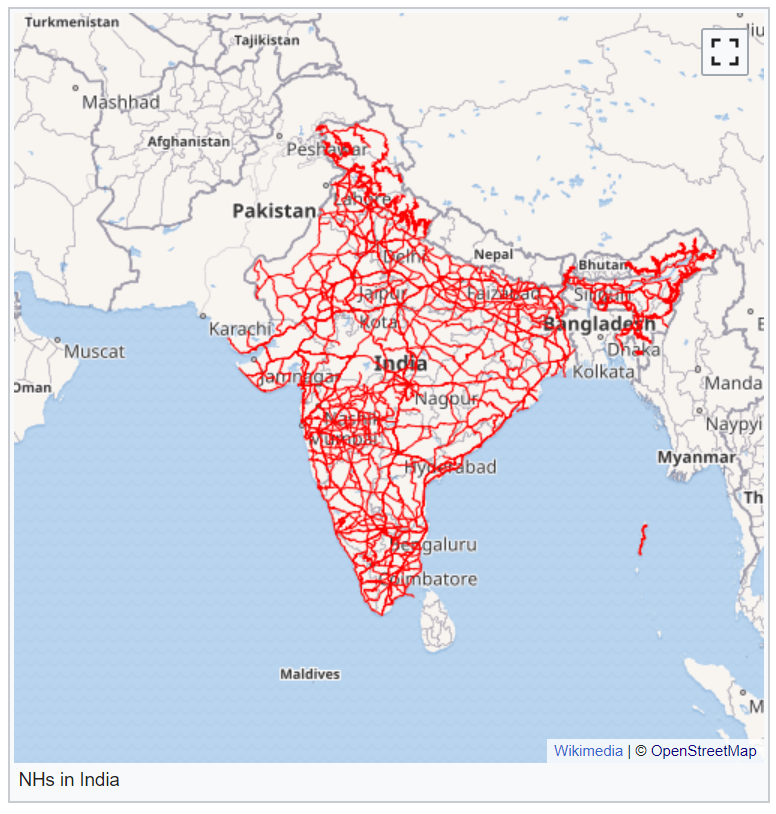 Turkmenistan
Tajikistan
Mashhad
Afghanistan
Peshawar
Lahore
Pakistan
Delhi
Nepal
Bhutan
Jaipur
Faizabad
Siliguri
Karachi
Kota
Bangladesh
Muscat
Dhaka
India
Jamnagar
Kolkata
Oman
Manda
Nagpur
Nashik
Naypyi
Mumbai
Myanmar
Hyderabad
Th
Bengaluru
Coimbatore
Maldives
M
Wikimedia | © OpenStreetMap
NHs in India